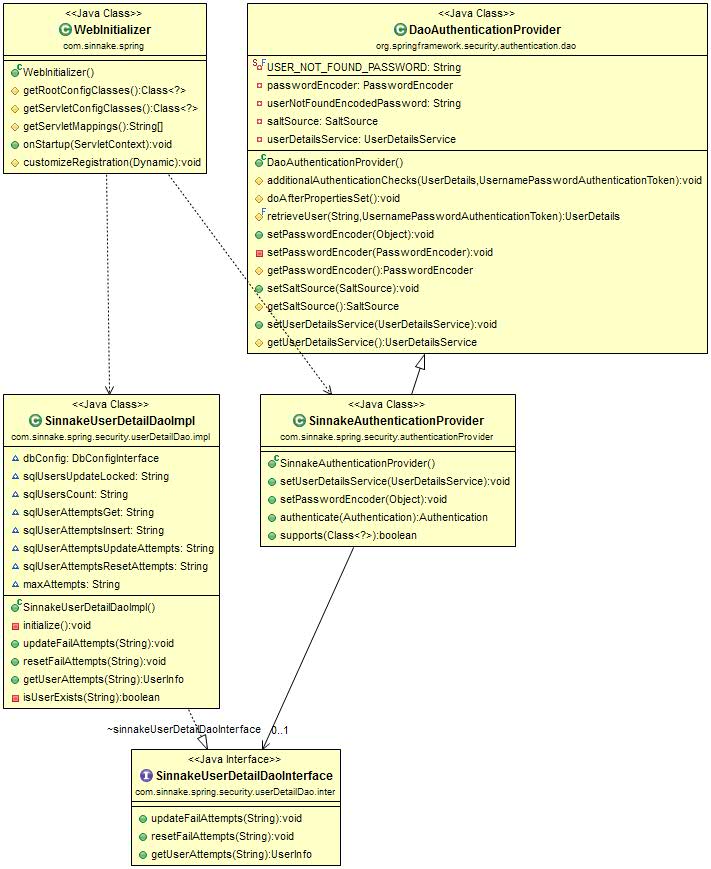 <<Java Class>>
WebInitializer
com.sinnake.spring
WebInitializer()
getRootConfigClasses():Class<?>
getServletConfigClasses():Class<?>
getServletMappings():String[]
onStartup(ServletContext):void
customizeRegistration(Dynamic):void
<<Java Class>>
DaoAuthenticationProvider
org.springframework.security.authentication.dao
USER_NOT_FOUND_PASSWORD: String
passwordEncoder: PasswordEncoder
userNotFoundEncodedPassword: String
saltSource: SaltSource
userDetailsService: UserDetailsService
DaoAuthenticationProvider()
additionalAuthenticationChecks(UserDetails,UsernamePasswordAuthenticationToken):void
doAfterPropertiesSet():void
retrieveUser(String,UsernamePasswordAuthenticationToken):UserDetails
setPasswordEncoder(Object):void
setPasswordEncoder(PasswordEncoder):void
getPasswordEncoder():PasswordEncoder
setSaltSource(SaltSource):void
getSaltSource():SaltSource
setUserDetailsService(UserDetailsService):void
getUserDetailsService():UserDetailsService
<<Java Class>>
SinnakeUserDetailDaoImpl
com.sinnake.spring.security.userDetailDao.impl
dbConfig: DbConfigInterface
sqlUsersUpdateLocked: String
sqlUsersCount: String
sqlUserAttemptsGet: String
sqlUserAttemptsInsert: String
sqlUserAttemptsUpdateAttempts: String
sqlUserAttemptsResetAttempts: String
maxAttempts: String
SinnakeUserDetailDaoImpl()
initialize():void
updateFailAttempts(String):void
resetFailAttempts(String):void
getUserAttempts(String):UserInfo
isUserExists(String):boolean
<<Java Class>>
SinnakeAuthenticationProvider
com.sinnake.spring.security.authenticationProvider
SinnakeAuthenticationProvider()
setUserDetailsService(UserDetailsService):void
setPasswordEncoder(Object):void
authenticate(Authentication):Authentication
supports(Class<?>):boolean
~sinnakeUserDetailDaoInterface 0..1
<<Java Interface>>
SinnakeUserDetailDaoInterface
com.sinnake.spring.security.userDetailDao.inter
updateFailAttempts(String):void
resetFailAttempts(String):void
getUserAttempts(String):UserInfo